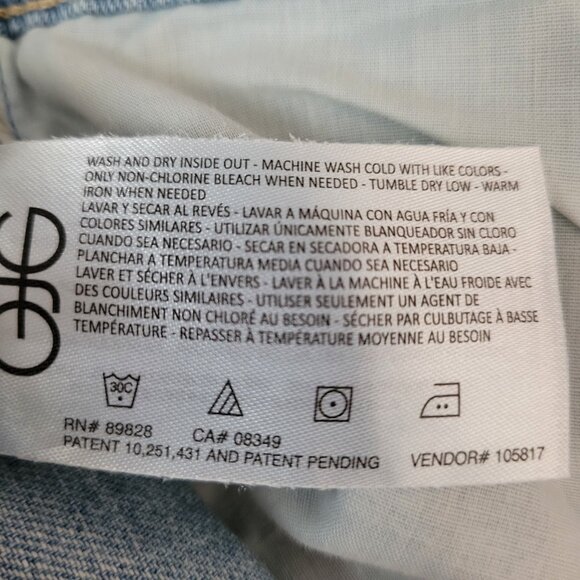 WASH AND DRY INSIDE OUT - MACHINE WASH COLD WITH LIKE COLORS -
ONLY NON-CHLORINE BLEACH WHEN NEEDED - TUMBLE DRY LOW - WARM
IRON WHEN NEEDED
LAVAR Y SECAR AL REVÉS - LAVAR A MÁQUINA CON AGUA FRÍA Y CON
COLORES SIMILARES - UTILIZAR ÚNICAMENTE BLANQUEADOR SIN CLORO
CUANDO SEA NECESARIO - SECAR EN SECADORA A TEMPERATURA BAJA -
PLANCHAR A TEMPERATURA MEDIA CUANDO SEA NECESARIO
LAVER ET SÉCHER À L'ENVERS - LAVER À LA MACHINE À L'EAU FROIDE AVEC
DES COULEURS SIMILAIRES - UTILISER SEULEMENT UN AGENT DE
BLANCHIMENT NON CHLORÉ AU BESOIN - SÉCHER PAR CULBUTAGE À BASSE
TEMPÉRATURE - REPASSER À TEMPÉRATURE MOYENNE AU BESOIN
30C
RN# 89828 CA# 08349
PATENT 10,251,431 AND PATENT PENDING VENDOR# 105817